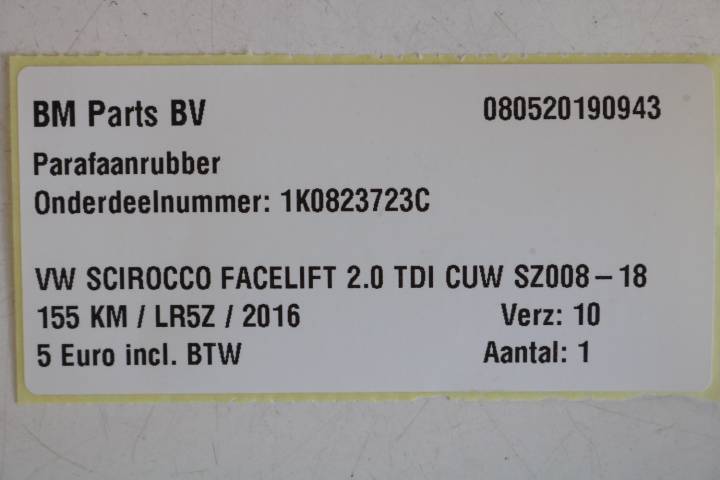 BM Parts BV 080520190943
Parafaanrubber
Onderdeelnummer: 1K0823723C
VW SCIROCCO FACELIFT 2.0 TDI CUW SZ008 – 18
155 KM / LR5Z / 2016 Verz: 10
5 Euro incl. BTW Aantal: 1